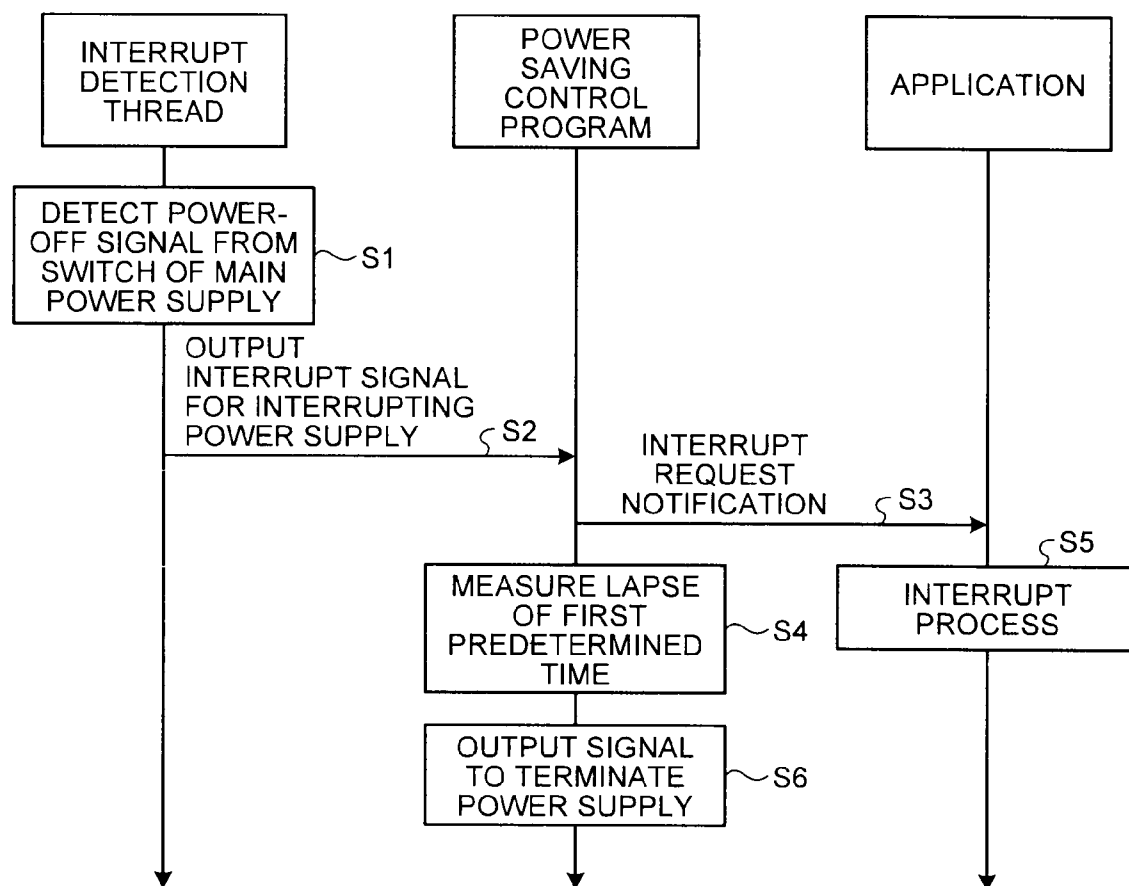 INTERRUPT
DETECTION
THREAD
POWER
SAVING
CONTROL
PROGRAM
APPLICATION
DETECT POWER-
OFF SIGNAL FROM
SWITCH OF MAIN
POWER SUPPLY
S1
OUTPUT
INTERRUPT SIGNAL
FOR INTERRUPTING
POWER SUPPLY
S2
INTERRUPT
REQUEST
NOTIFICATION
S3
MEASURE LAPSE
OF FIRST
PREDETERMINED
TIME
S4
S5
INTERRUPT
PROCESS
OUTPUT SIGNAL
TO TERMINATE
POWER SUPPLY
S6